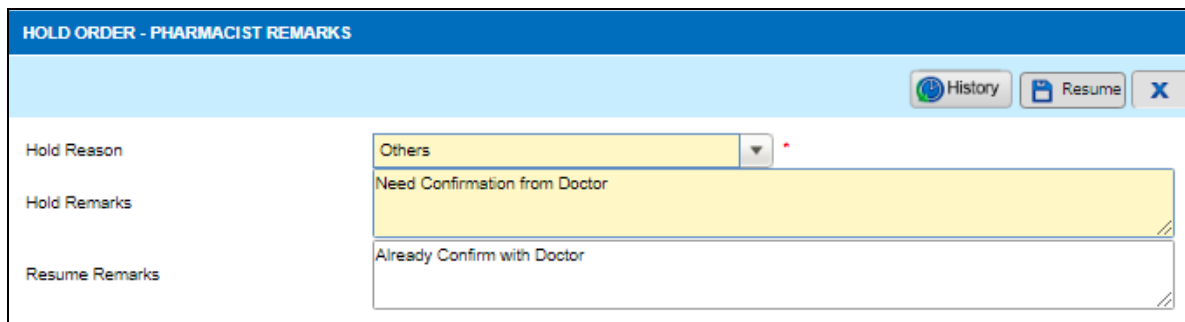 HOLD ORDER - PHARMACIST REMARKS
History Resume X
Hold Reason Others *
Hold Remarks Need Confirmation from Doctor
Resume Remarks Already Confirm with Doctor